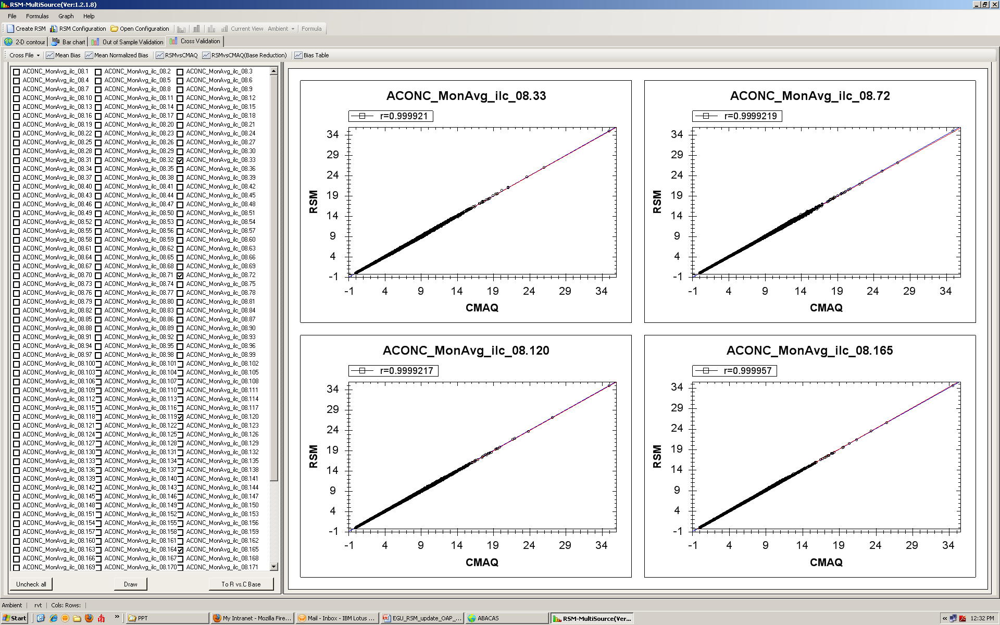 RSM-MultiSource(Ver:1.2.1.8)
File Formulas Graph Help
Create RSM RSM Configuration Open Configuration Current View Ambient Formula
2-D contour Bar chart Out of Sample Validation Cross Validation
Cross File Mean Bias Mean Normalized Bias RSMvsCMAQ RSMvsCMAQ(Base Reduction) Bias Table
ACONC_MonAvg_ilc_08.1 ACONC_MonAvg_ilc_08.2 ACONC_MonAvg_ilc_08.3
ACONC_MonAvg_ilc_08.4 ACONC_MonAvg_ilc_08.5 ACONC_MonAvg_ilc_08.6
ACONC_MonAvg_ilc_08.7 ACONC_MonAvg_ilc_08.8 ACONC_MonAvg_ilc_08.9
ACONC_MonAvg_ilc_08.10 ACONC_MonAvg_ilc_08.11 ACONC_MonAvg_ilc_08.12
ACONC_MonAvg_ilc_08.13 ACONC_MonAvg_ilc_08.14 ACONC_MonAvg_ilc_08.15
ACONC_MonAvg_ilc_08.16 ACONC_MonAvg_ilc_08.17 ACONC_MonAvg_ilc_08.18
ACONC_MonAvg_ilc_08.19 ACONC_MonAvg_ilc_08.20 ACONC_MonAvg_ilc_08.21
ACONC_MonAvg_ilc_08.22 ACONC_MonAvg_ilc_08.23 ACONC_MonAvg_ilc_08.24
ACONC_MonAvg_ilc_08.25 ACONC_MonAvg_ilc_08.26 ACONC_MonAvg_ilc_08.27
ACONC_MonAvg_ilc_08.28 ACONC_MonAvg_ilc_08.29 ACONC_MonAvg_ilc_08.30
ACONC_MonAvg_ilc_08.31 ACONC_MonAvg_ilc_08.32 ACONC_MonAvg_ilc_08.33
ACONC_MonAvg_ilc_08.34 ACONC_MonAvg_ilc_08.35 ACONC_MonAvg_ilc_08.36
ACONC_MonAvg_ilc_08.37 ACONC_MonAvg_ilc_08.38 ACONC_MonAvg_ilc_08.39
ACONC_MonAvg_ilc_08.40 ACONC_MonAvg_ilc_08.41 ACONC_MonAvg_ilc_08.42
ACONC_MonAvg_ilc_08.43 ACONC_MonAvg_ilc_08.44 ACONC_MonAvg_ilc_08.45
ACONC_MonAvg_ilc_08.46 ACONC_MonAvg_ilc_08.47 ACONC_MonAvg_ilc_08.48
ACONC_MonAvg_ilc_08.49 ACONC_MonAvg_ilc_08.50 ACONC_MonAvg_ilc_08.51
ACONC_MonAvg_ilc_08.52 ACONC_MonAvg_ilc_08.53 ACONC_MonAvg_ilc_08.54
ACONC_MonAvg_ilc_08.55 ACONC_MonAvg_ilc_08.56 ACONC_MonAvg_ilc_08.57
ACONC_MonAvg_ilc_08.58 ACONC_MonAvg_ilc_08.59 ACONC_MonAvg_ilc_08.60
ACONC_MonAvg_ilc_08.61 ACONC_MonAvg_ilc_08.62 ACONC_MonAvg_ilc_08.63
ACONC_MonAvg_ilc_08.64 ACONC_MonAvg_ilc_08.65 ACONC_MonAvg_ilc_08.66
ACONC_MonAvg_ilc_08.67 ACONC_MonAvg_ilc_08.68 ACONC_MonAvg_ilc_08.69
ACONC_MonAvg_ilc_08.70 ACONC_MonAvg_ilc_08.71 ACONC_MonAvg_ilc_08.72
ACONC_MonAvg_ilc_08.73 ACONC_MonAvg_ilc_08.74 ACONC_MonAvg_ilc_08.75
ACONC_MonAvg_ilc_08.76 ACONC_MonAvg_ilc_08.77 ACONC_MonAvg_ilc_08.78
ACONC_MonAvg_ilc_08.79 ACONC_MonAvg_ilc_08.80 ACONC_MonAvg_ilc_08.81
ACONC_MonAvg_ilc_08.82 ACONC_MonAvg_ilc_08.83 ACONC_MonAvg_ilc_08.84
ACONC_MonAvg_ilc_08.85 ACONC_MonAvg_ilc_08.86 ACONC_MonAvg_ilc_08.87
ACONC_MonAvg_ilc_08.88 ACONC_MonAvg_ilc_08.89 ACONC_MonAvg_ilc_08.90
ACONC_MonAvg_ilc_08.91 ACONC_MonAvg_ilc_08.92 ACONC_MonAvg_ilc_08.93
ACONC_MonAvg_ilc_08.94 ACONC_MonAvg_ilc_08.95 ACONC_MonAvg_ilc_08.96
ACONC_MonAvg_ilc_08.97 ACONC_MonAvg_ilc_08.98 ACONC_MonAvg_ilc_08.99
ACONC_MonAvg_ilc_08.100 ACONC_MonAvg_ilc_08.101 ACONC_MonAvg_ilc_08.102
ACONC_MonAvg_ilc_08.103 ACONC_MonAvg_ilc_08.104 ACONC_MonAvg_ilc_08.105
ACONC_MonAvg_ilc_08.106 ACONC_MonAvg_ilc_08.107 ACONC_MonAvg_ilc_08.108
ACONC_MonAvg_ilc_08.109 ACONC_MonAvg_ilc_08.110 ACONC_MonAvg_ilc_08.111
ACONC_MonAvg_ilc_08.112 ACONC_MonAvg_ilc_08.113 ACONC_MonAvg_ilc_08.114
ACONC_MonAvg_ilc_08.115 ACONC_MonAvg_ilc_08.116 ACONC_MonAvg_ilc_08.117
ACONC_MonAvg_ilc_08.118 ACONC_MonAvg_ilc_08.119 ACONC_MonAvg_ilc_08.120
ACONC_MonAvg_ilc_08.121 ACONC_MonAvg_ilc_08.122 ACONC_MonAvg_ilc_08.123
ACONC_MonAvg_ilc_08.124 ACONC_MonAvg_ilc_08.125 ACONC_MonAvg_ilc_08.126
ACONC_MonAvg_ilc_08.127 ACONC_MonAvg_ilc_08.128 ACONC_MonAvg_ilc_08.129
ACONC_MonAvg_ilc_08.130 ACONC_MonAvg_ilc_08.131 ACONC_MonAvg_ilc_08.132
ACONC_MonAvg_ilc_08.133 ACONC_MonAvg_ilc_08.134 ACONC_MonAvg_ilc_08.135
ACONC_MonAvg_ilc_08.136 ACONC_MonAvg_ilc_08.137 ACONC_MonAvg_ilc_08.138
ACONC_MonAvg_ilc_08.139 ACONC_MonAvg_ilc_08.140 ACONC_MonAvg_ilc_08.141
ACONC_MonAvg_ilc_08.142 ACONC_MonAvg_ilc_08.143 ACONC_MonAvg_ilc_08.144
ACONC_MonAvg_ilc_08.145 ACONC_MonAvg_ilc_08.146 ACONC_MonAvg_ilc_08.147
ACONC_MonAvg_ilc_08.148 ACONC_MonAvg_ilc_08.149 ACONC_MonAvg_ilc_08.150
ACONC_MonAvg_ilc_08.151 ACONC_MonAvg_ilc_08.152 ACONC_MonAvg_ilc_08.153
ACONC_MonAvg_ilc_08.154 ACONC_MonAvg_ilc_08.155 ACONC_MonAvg_ilc_08.156
ACONC_MonAvg_ilc_08.157 ACONC_MonAvg_ilc_08.158 ACONC_MonAvg_ilc_08.159
ACONC_MonAvg_ilc_08.160 ACONC_MonAvg_ilc_08.161 ACONC_MonAvg_ilc_08.162
ACONC_MonAvg_ilc_08.163 ACONC_MonAvg_ilc_08.164 ACONC_MonAvg_ilc_08.165
ACONC_MonAvg_ilc_08.166 ACONC_MonAvg_ilc_08.167 ACONC_MonAvg_ilc_08.168
ACONC_MonAvg_ilc_08.169 ACONC_MonAvg_ilc_08.170 ACONC_MonAvg_ilc_08.171
Uncheck all Draw To R vs.C Base
ACONC_MonAvg_ilc_08.33
r=0.999921
34
29
24
19
14
9
4
-1
RSM
-1 4 9 14 19 24 29 34
CMAQ
ACONC_MonAvg_ilc_08.72
r=0.9999219
34
29
24
19
14
9
4
-1
RSM
-1 4 9 14 19 24 29 34
CMAQ
ACONC_MonAvg_ilc_08.120
r=0.9999217
34
29
24
19
14
9
4
-1
RSM
-1 4 9 14 19 24 29 34
CMAQ
ACONC_MonAvg_ilc_08.165
r=0.999957
34
29
24
19
14
9
4
-1
RSM
-1 4 9 14 19 24 29 34
CMAQ
Ambient rvt Cols: Rows:
Start » PPT My Intranet - Mozilla Fire... Mail - Inbox - IBM Lotus ... EGU_RSM_update_OAP_... ABACAS RSM-MultiSource(Ver... « 12:32 PM